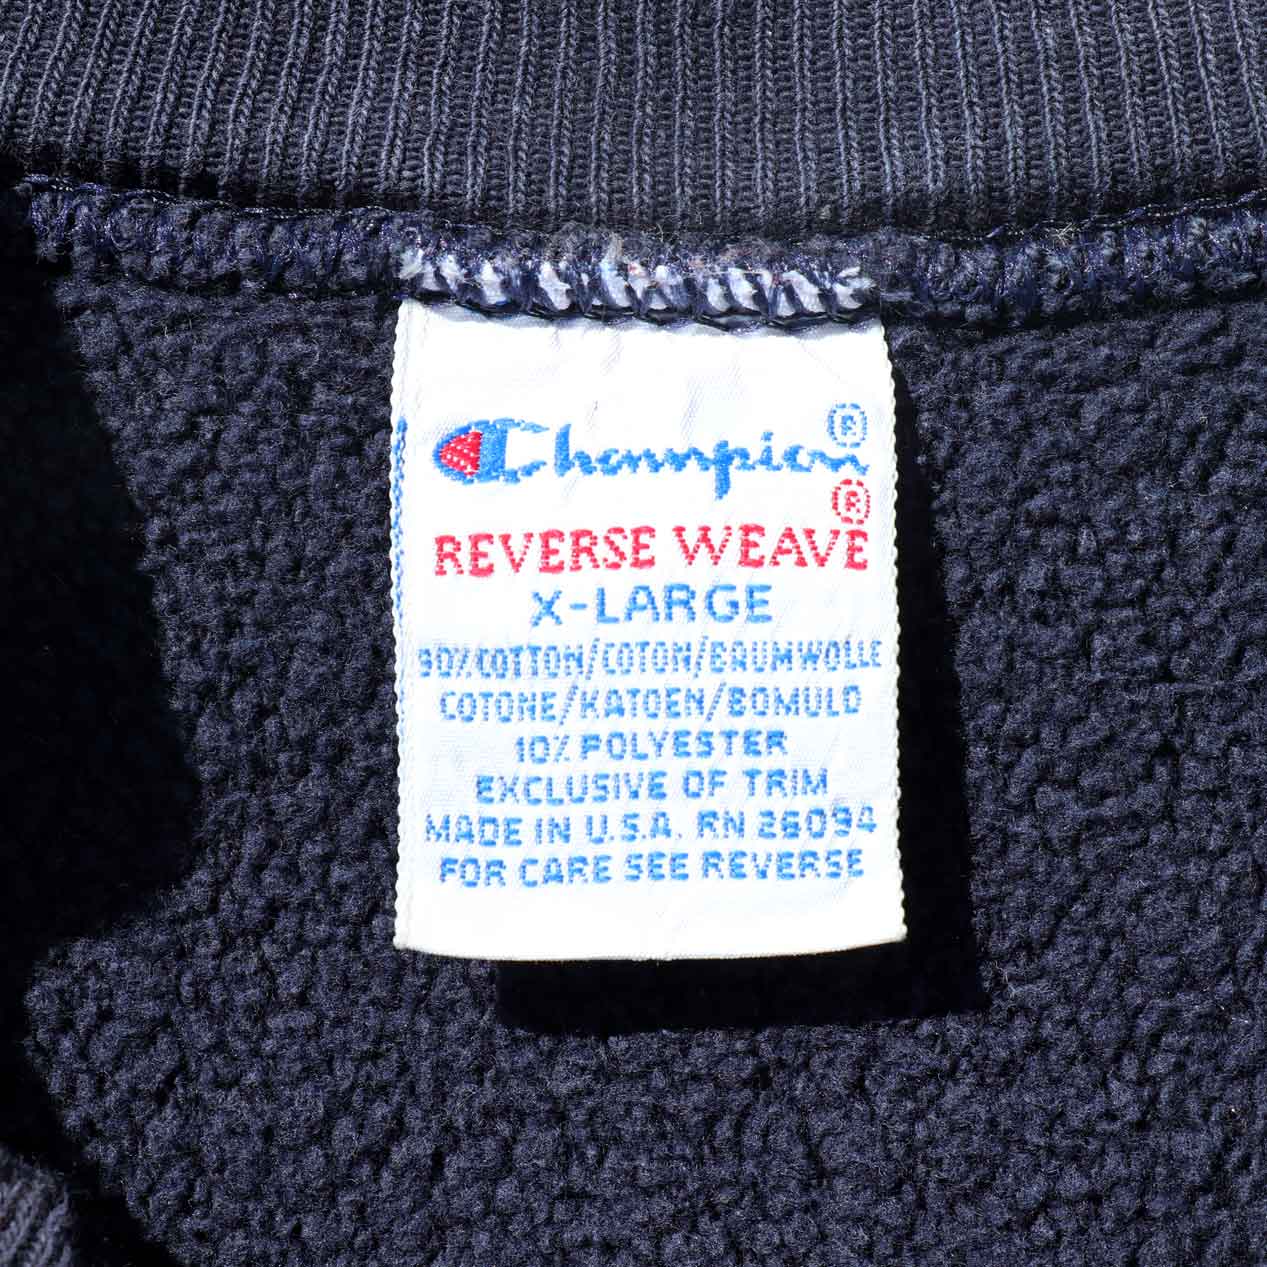 Champion®
REVERSE WEAVE®
X-LARGE
90% COTTON/COTON/BAUMWOLLE
COTONE/KATOEN/BOMULD
10% POLYESTER
EXCLUSIVE OF TRIM
MADE IN U.S.A. RN 26094
FOR CARE SEE REVERSE